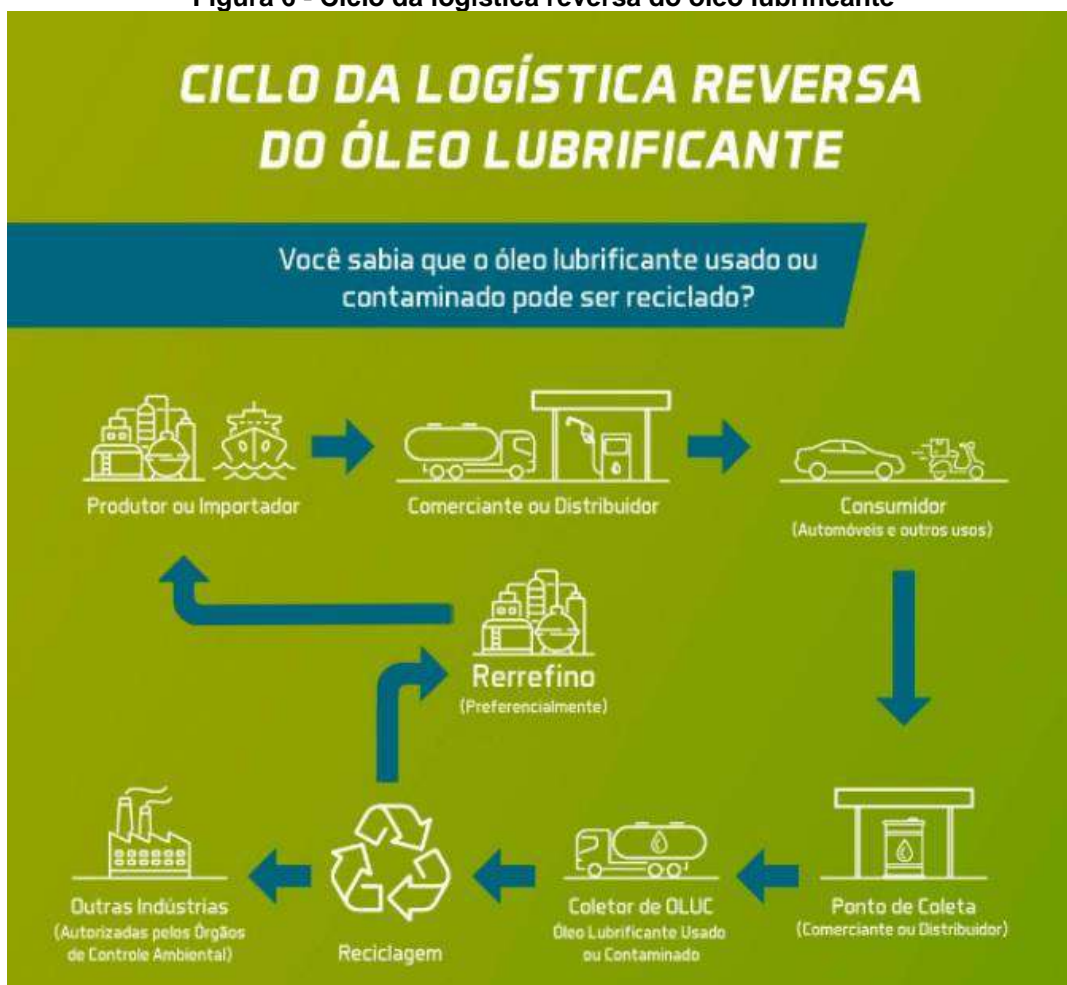 Figura 6 - Ciclo da logística reversa do óleo lubrificante
CICLO DA LOGÍSTICA REVERSA
DO ÓLEO LUBRIFICANTE
Você sabia que o óleo lubrificante usado ou
contaminado pode ser reciclado?
Produtor ou Importador
Comerciante ou Distribuidor
Consumidor
(Automóveis e outros usos)
Rerrefino
(Preferencialmente)
Outras Indústrias
(Autorizadas pelos Órgãos
de Controle Ambiental)
Reciclagem
Coletor de OLUC
Óleo Lubrificante Usado
ou Contaminado
Ponto de Coleta
(Comerciante ou Distribuidor)